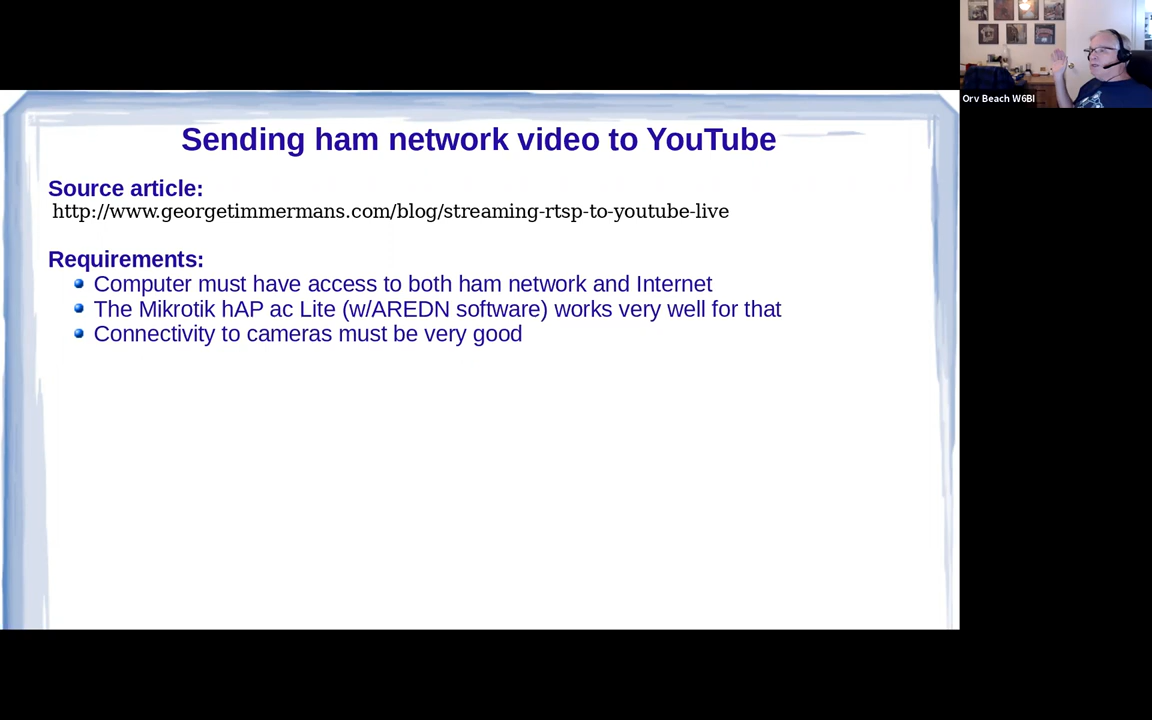 Sending ham network video to YouTube
Source article:
http://www.georgetimmermans.com/blog/streaming-rtsp-to-youtube-live
Requirements:
Computer must have access to both ham network and Internet
The Mikrotik hAP ac Lite (w/AREDN software) works very well for that
Connectivity to cameras must be very good
Orv Beach W6BI